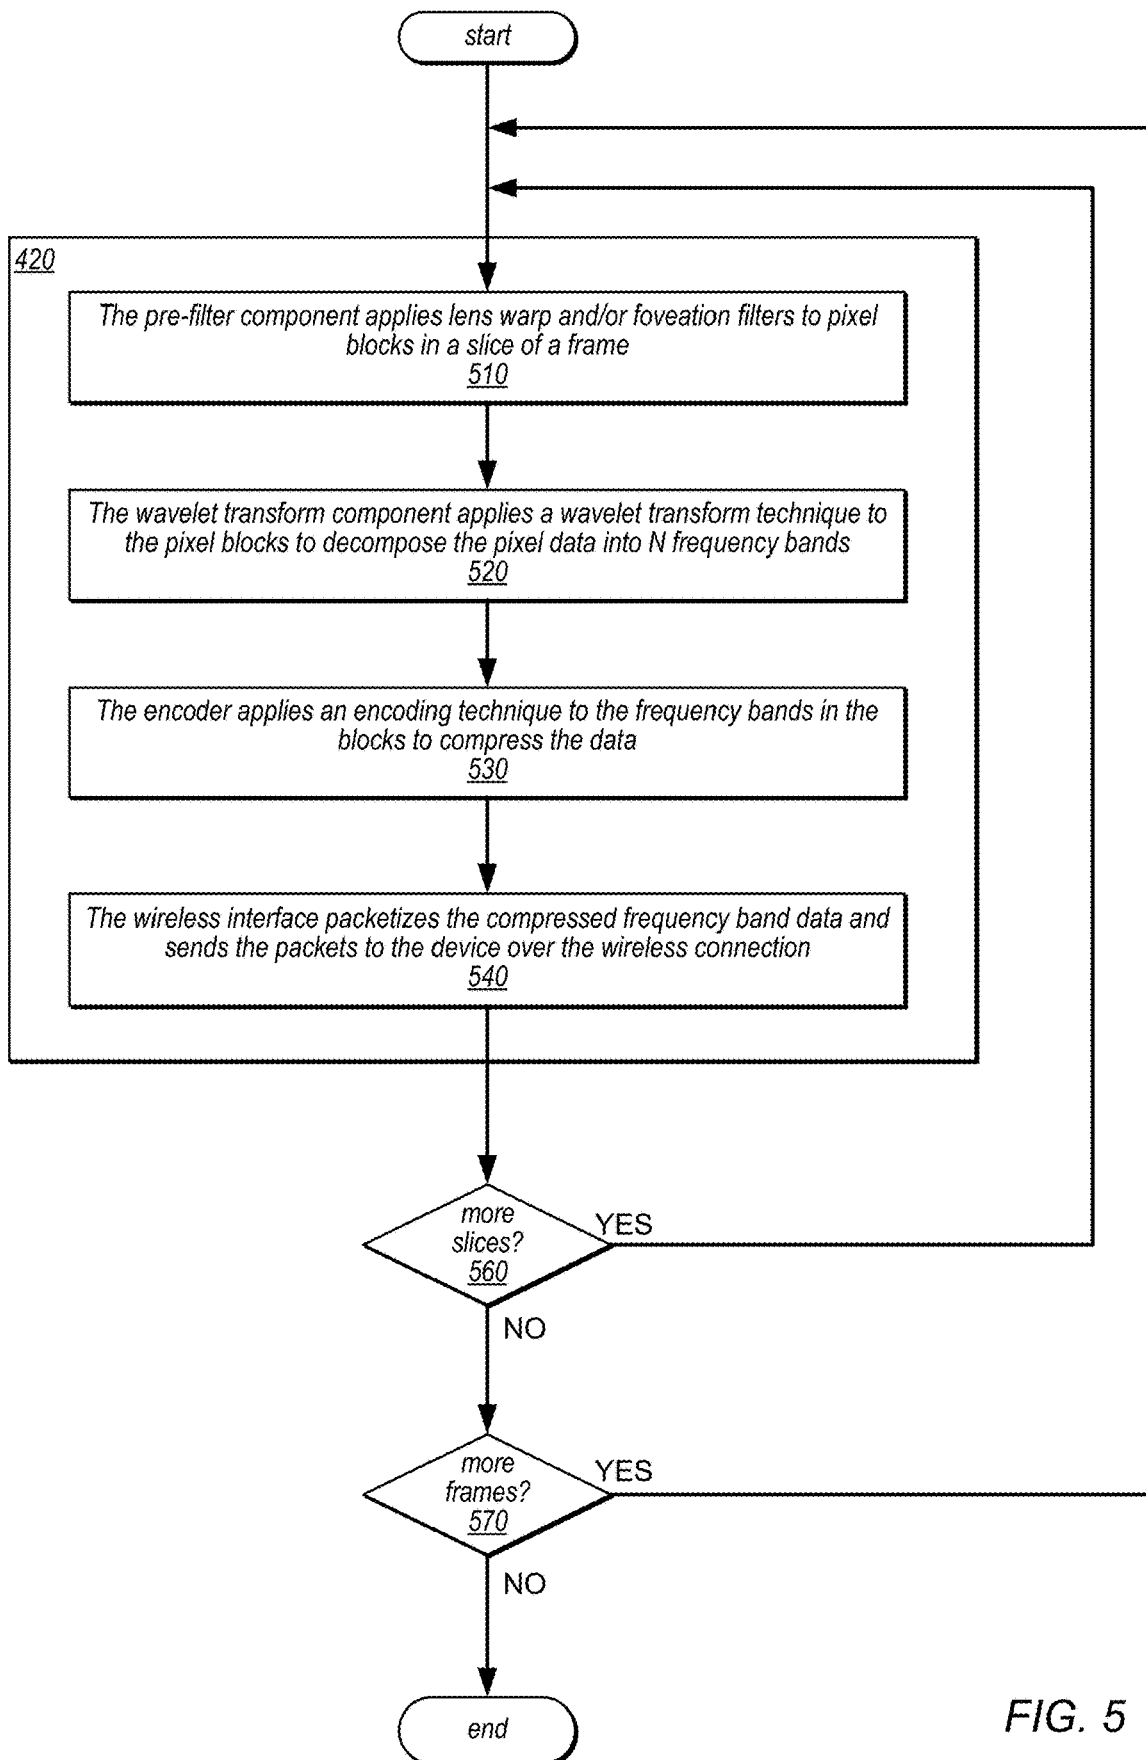 start
420
The pre-filter component applies lens warp and/or foveation filters to pixel
blocks in a slice of a frame
510
The wavelet transform component applies a wavelet transform technique to
the pixel blocks to decompose the pixel data into N frequency bands
520
The encoder applies an encoding technique to the frequency bands in the
blocks to compress the data
530
The wireless interface packetizes the compressed frequency band data and
sends the packets to the device over the wireless connection
540
more
slices?
560
YES
NO
more
frames?
570
YES
NO
end
FIG. 5